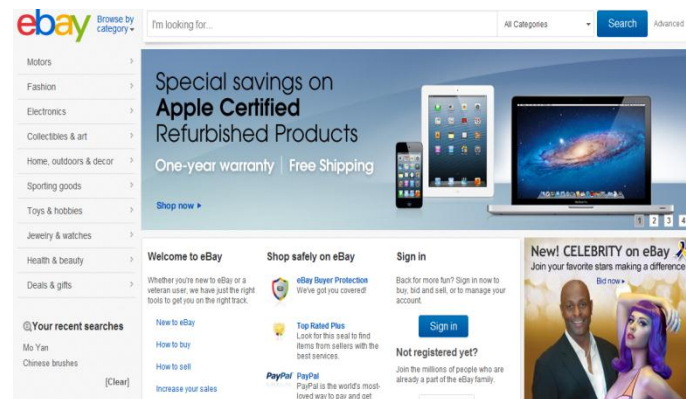 ebay
Browse by
category
I'm looking for...
All Categories
Search
Advanced
Motors
Fashion
Electronics
Collectibles & art
Home, outdoors & decor
Sporting goods
Toys & hobbies
Jewelry & watches
Health & beauty
Deals & gifts
Your recent searches
Mo Yan
Chinese brushes
[Clear]
Special savings on
Apple Certified
Refurbished Products
One-year warranty | Free Shipping
Shop now
1 2 3 4
Welcome to eBay
Whether you're new to eBay or a
veteran user, we have just the right
tools to get you on the right track.
New to eBay
How to buy
How to sell
Increase your sales
Shop safely on eBay
eBay Buyer Protection
We've got you covered!
Top Rated Plus
Look for this seal to find
items from sellers with the
best services.
PayPal PayPal
PayPal is the world's most-
loved way to pay and get
Sign in
Back for more fun? Sign in now to
buy, bid and sell, or to manage your
account.
Sign in
Not registered yet?
Join the millions of people who are
already a part of the eBay family.
New! CELEBRITY on eBay
Join your favorite stars making a difference
Bid now